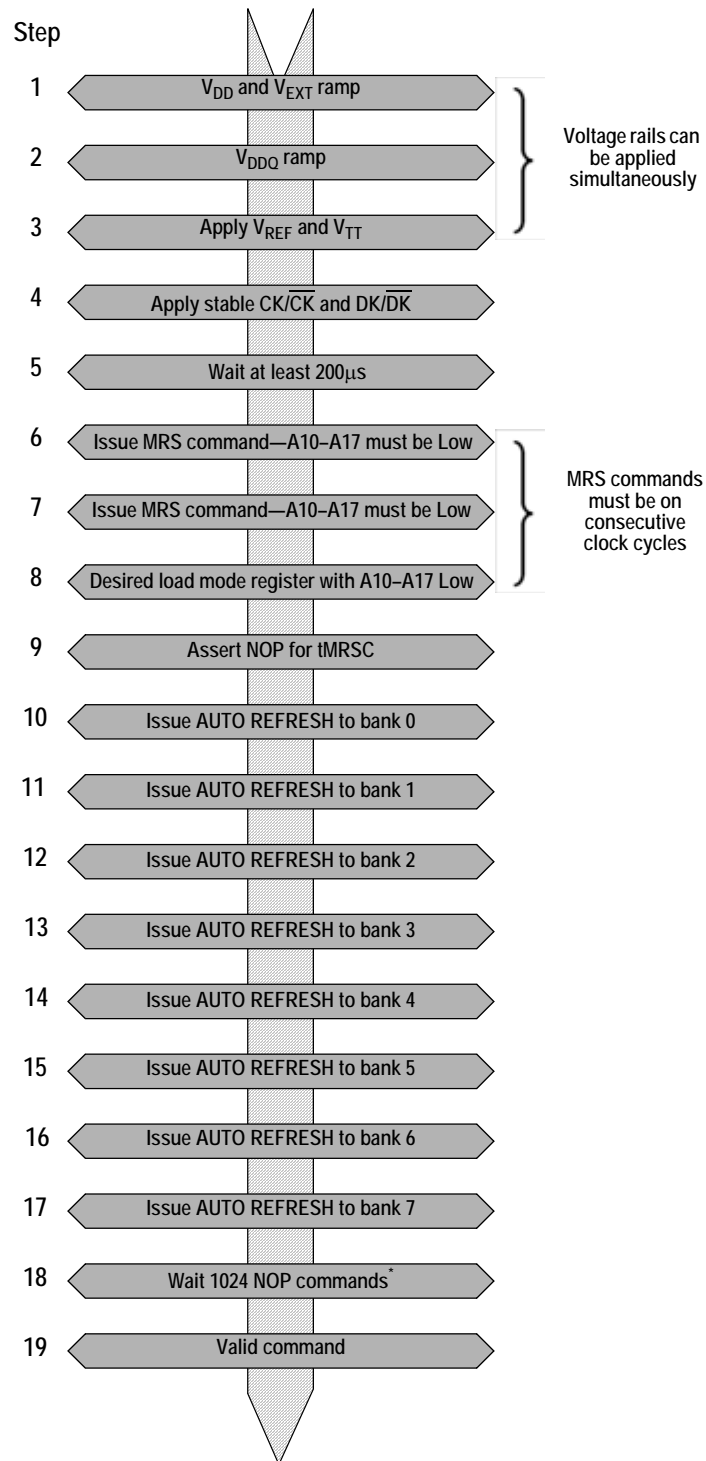 Step
1 V_DD and V_EXT ramp
2 V_DDQ ramp
3 Apply V_REF and V_TT
Voltage rails can
be applied
simultaneously
4 Apply stable CK/C̅K̅ and DK/D̅K̅
5 Wait at least 200µs
6 Issue MRS command—A10–A17 must be Low
7 Issue MRS command—A10–A17 must be Low
8 Desired load mode register with A10–A17 Low
MRS commands
must be on
consecutive
clock cycles
9 Assert NOP for tMRSC
10 Issue AUTO REFRESH to bank 0
11 Issue AUTO REFRESH to bank 1
12 Issue AUTO REFRESH to bank 2
13 Issue AUTO REFRESH to bank 3
14 Issue AUTO REFRESH to bank 4
15 Issue AUTO REFRESH to bank 5
16 Issue AUTO REFRESH to bank 6
17 Issue AUTO REFRESH to bank 7
18 Wait 1024 NOP commands*
19 Valid command